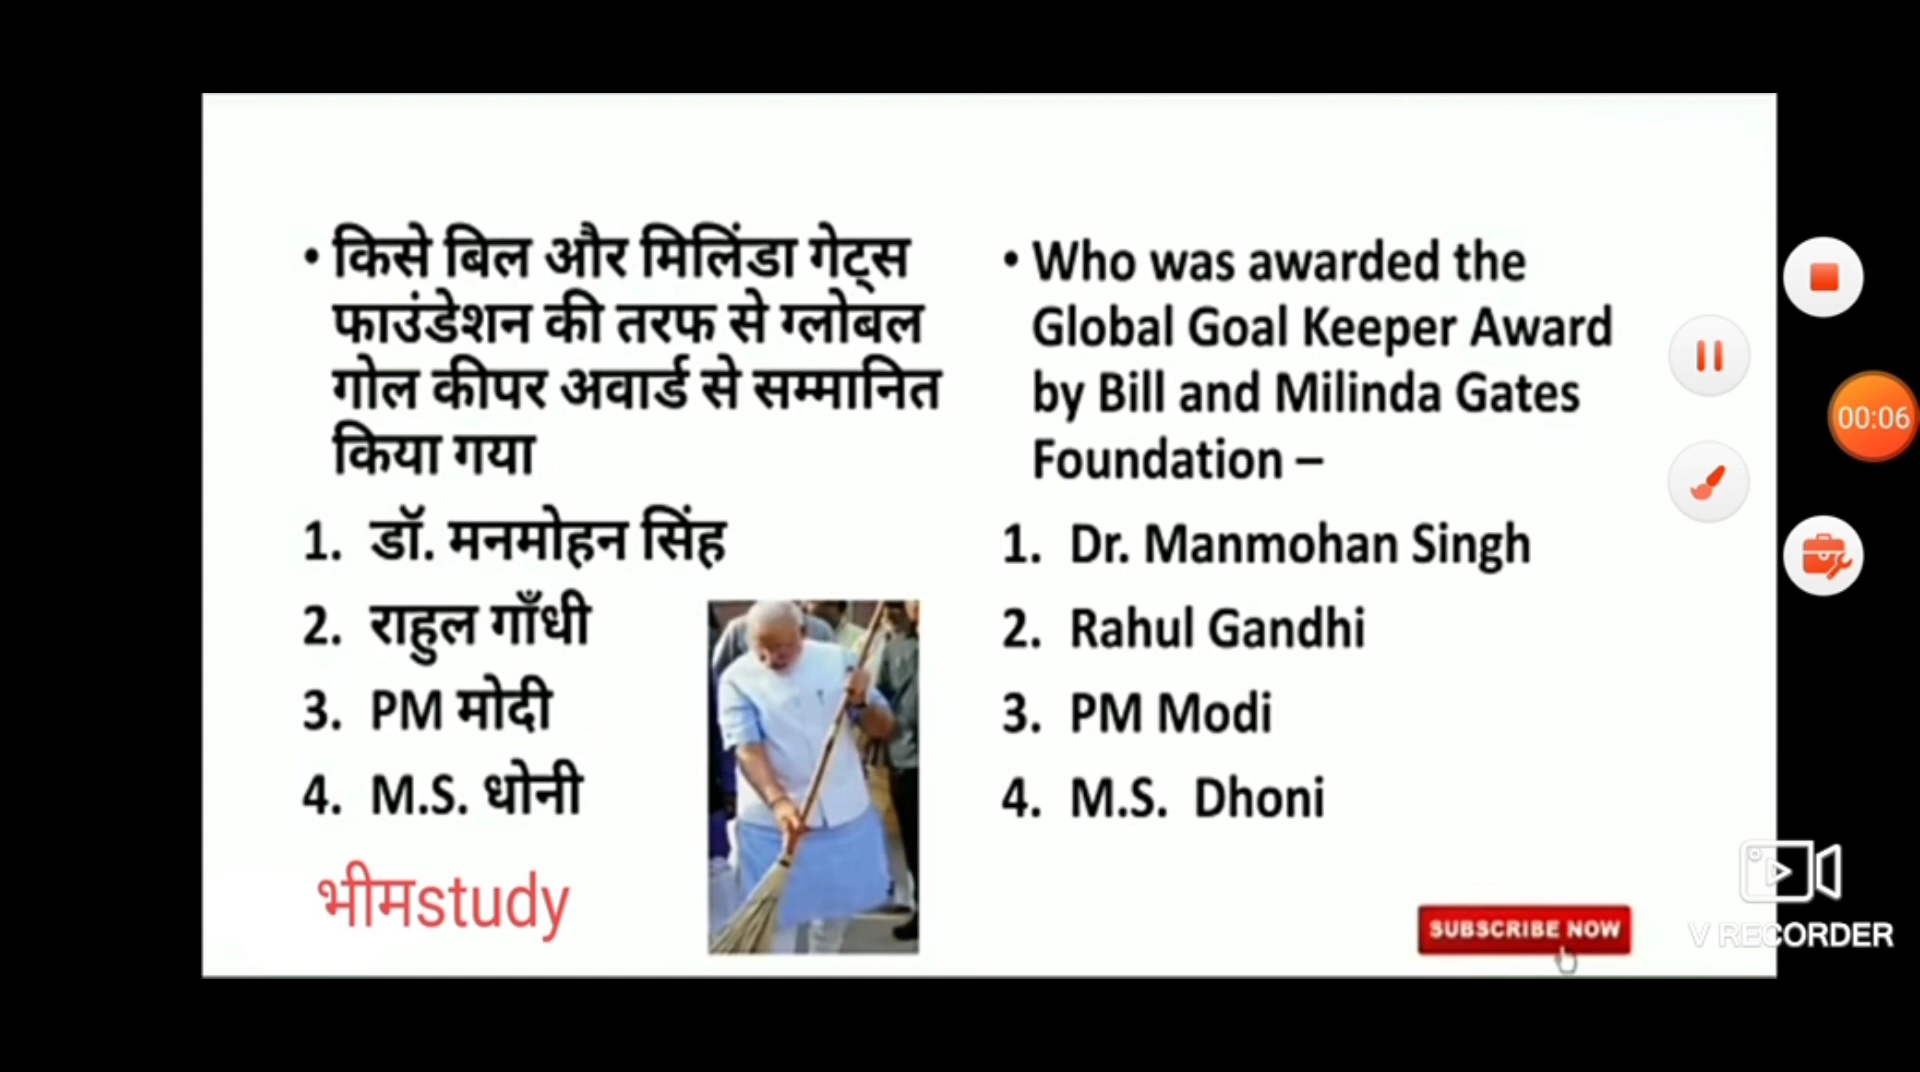 • किसे बिल और मिलिंडा गेट्स
फाउंडेशन की तरफ से ग्लोबल
गोल कीपर अवार्ड से सम्मानित
किया गया
1. डॉ. मनमोहन सिंह
2. राहुल गाँधी
3. PM मोदी
4. M.S. धोनी
भीमstudy
• Who was awarded the
Global Goal Keeper Award
by Bill and Milinda Gates
Foundation –
1. Dr. Manmohan Singh
2. Rahul Gandhi
3. PM Modi
4. M.S. Dhoni
SUBSCRIBE NOW
00:06
V RECORDER